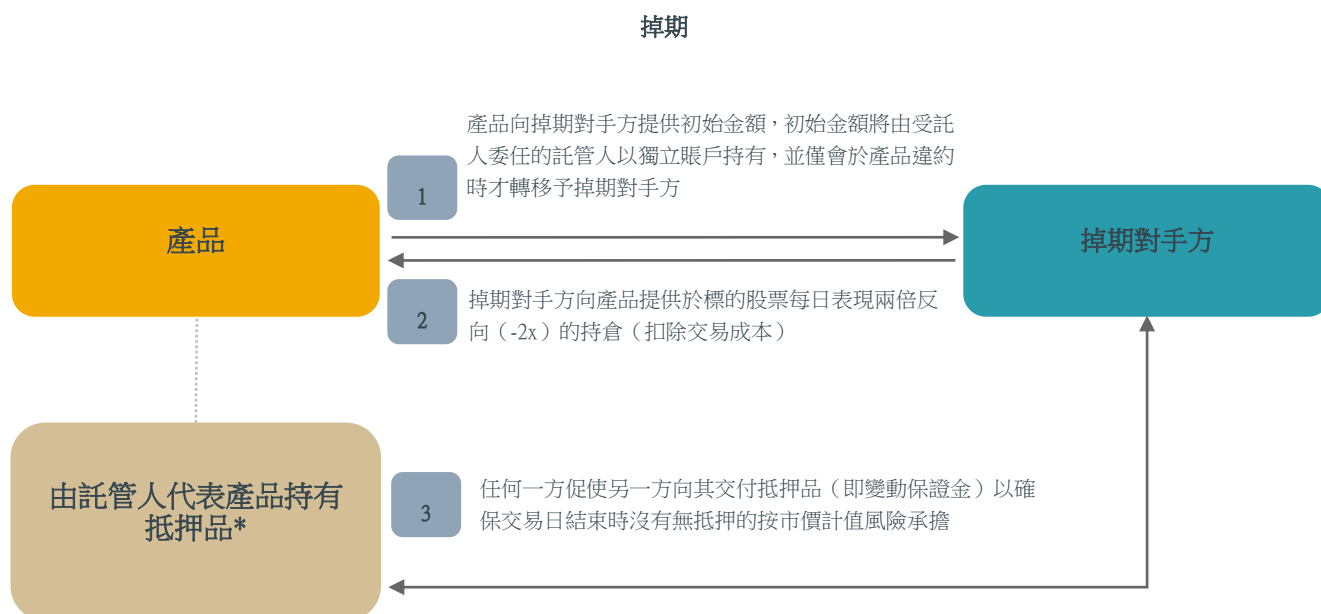 掉期
產品向掉期對手方提供初始金額，初始金額將由受託
人委任的託管人以獨立賬戶持有，並僅會於產品違約
時才轉移予掉期對手方
1
產品
掉期對手方
2
掉期對手方向產品提供於標的股票每日表現兩倍反
向（-2x）的持倉（扣除交易成本）
由託管人代表產品持有
抵押品*
3
任何一方促使另一方向其交付抵押品（即變動保證金）以確
保交易日結束時沒有無抵押的按市價計值風險承擔